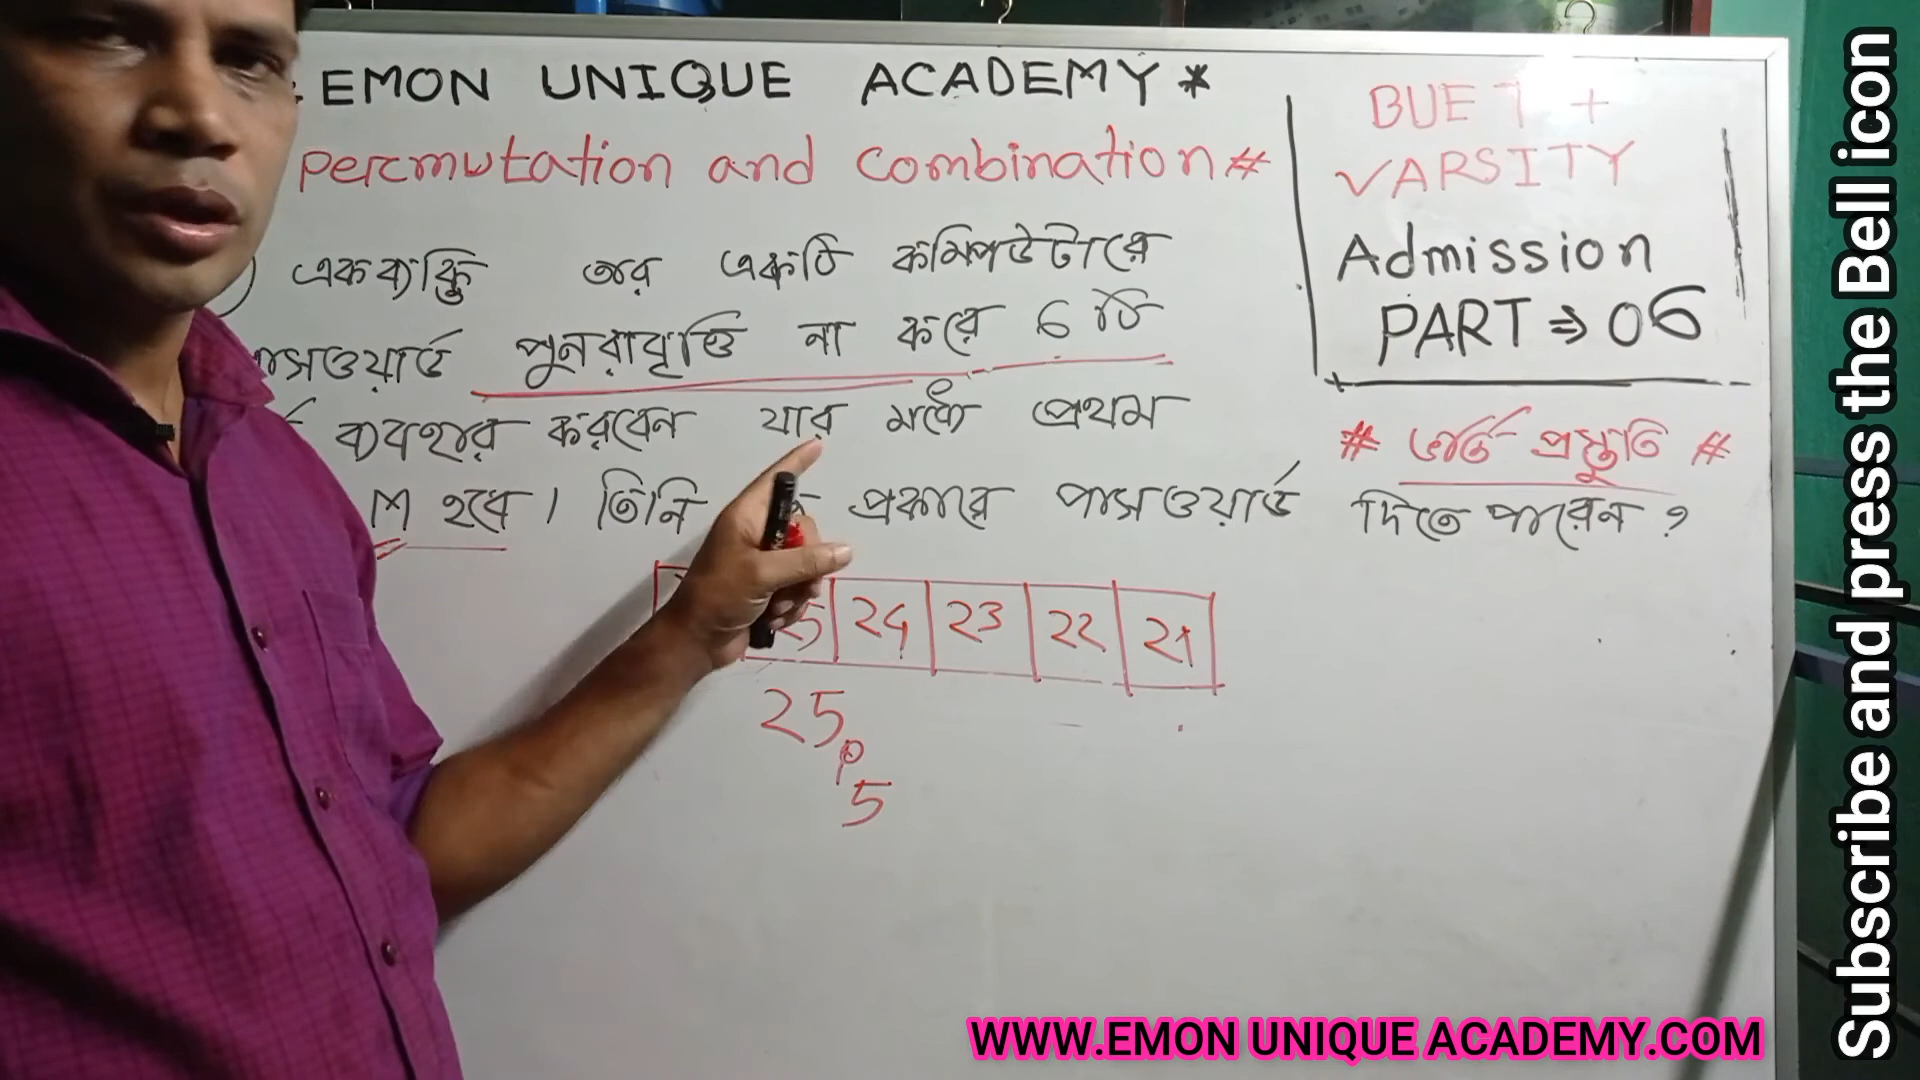 EMON UNIQUE ACADEMY *
Permutation and combination #
BUET +
VARSITY
Admission
PART ⇒ 06
একব্যক্তি তার একটি কম্পিউটারে
পাসওয়ার্ড পুনরাবৃত্তি না করে 6 টি
ব্যবহার করবেন যার মধ্যে প্রথম
# ভর্তি প্রস্তুতি #
M হবে। তিনি প্রকারে পাসওয়ার্ড দিতে পারেন ?
25 24 23 22 21
25
P
5
Subscribe and press the Bell icon
WWW.EMON UNIQUE ACADEMY.COM